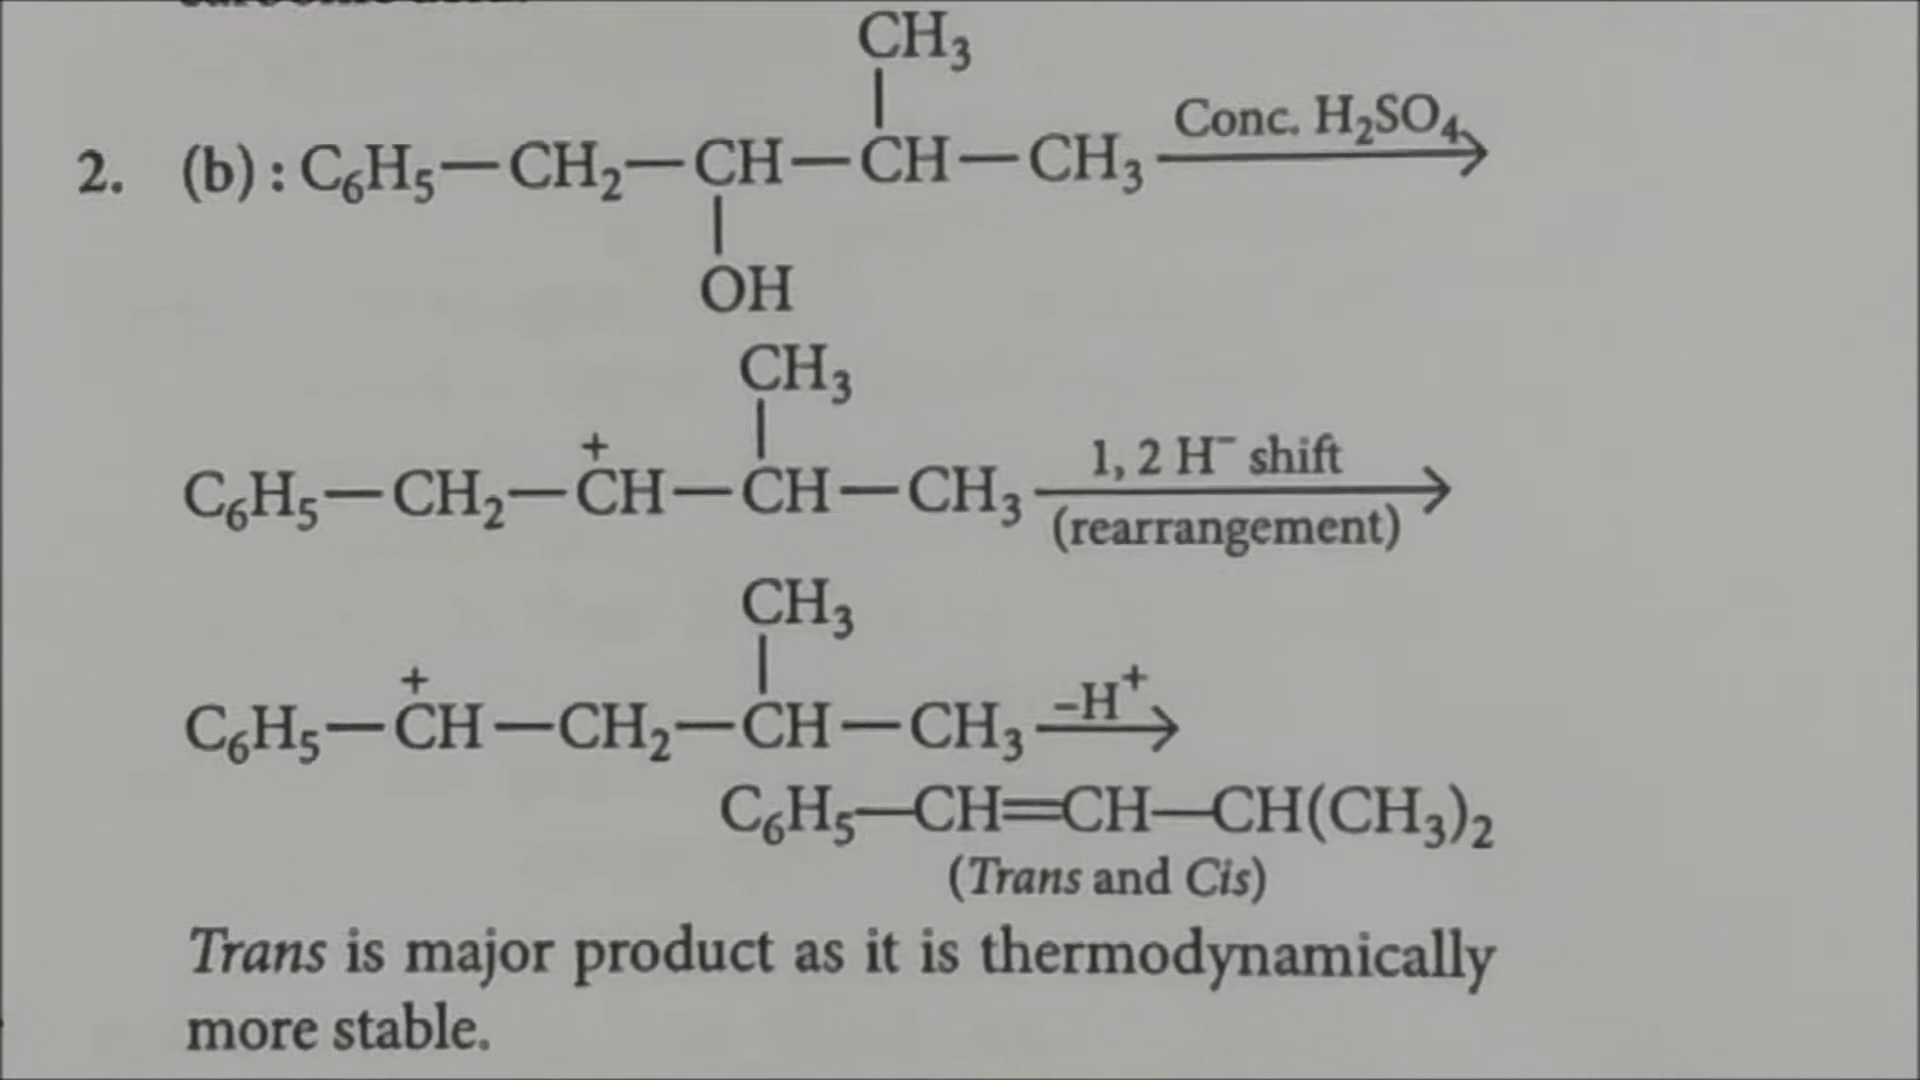 CH₃
|
2. (b) : C₆H₅—CH₂—CH—CH—CH₃ Conc. H₂SO₄→
|
OH
CH₃
|
C₆H₅—CH₂—C⁺H—CH—CH₃ 1, 2 H⁻ shift→
(rearrangement)
CH₃
|
C₆H₅—C⁺H—CH₂—CH—CH₃ –H⁺→
C₆H₅—CH=CH—CH(CH₃)₂
(Trans and Cis)
Trans is major product as it is thermodynamically
more stable.